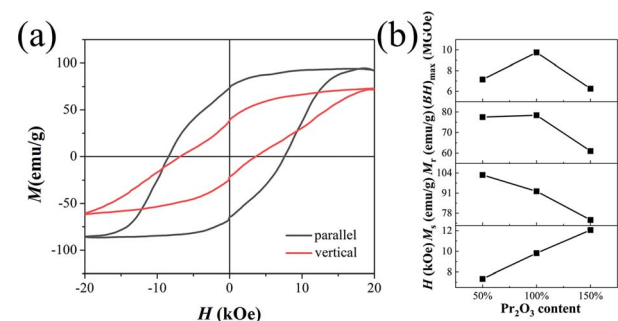 (a)
100
50
0
-50
-100
M(emu/g)
-20
-10
0
10
20
H (kOe)
parallel
vertical
(b)
(BH)max (MGOe)
10
8
6
Mr (emu/g)
80
70
60
Ms (emu/g)
104
91
78
H (kOe)
12
10
8
50%
100%
150%
Pr₂O₃ content